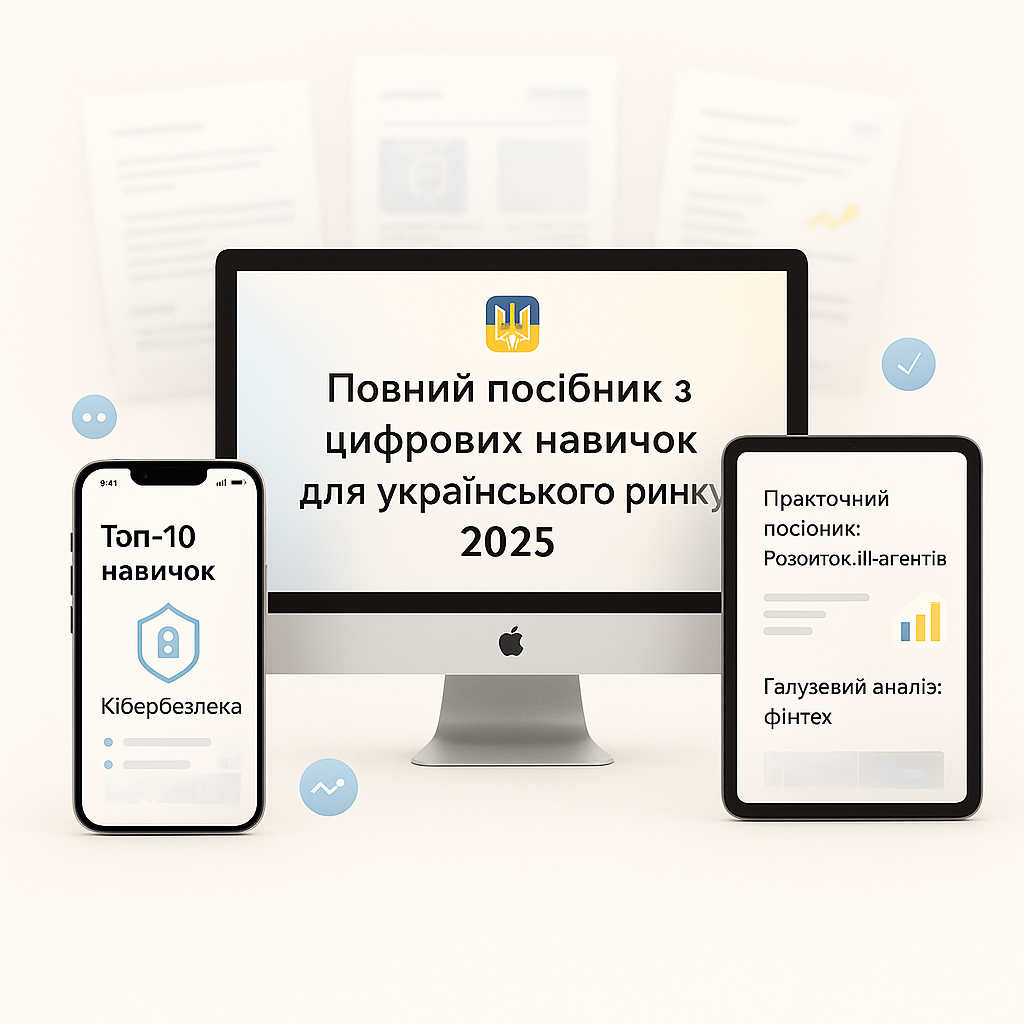 Повний посібник з
цифрових навичок
для українського ринку
2025
9:41
Топ-10
навичок
Кібербезлека
Практочний
посіоник:
Розоиток.ill-агентів
Галузевий аналіз:
фінтех